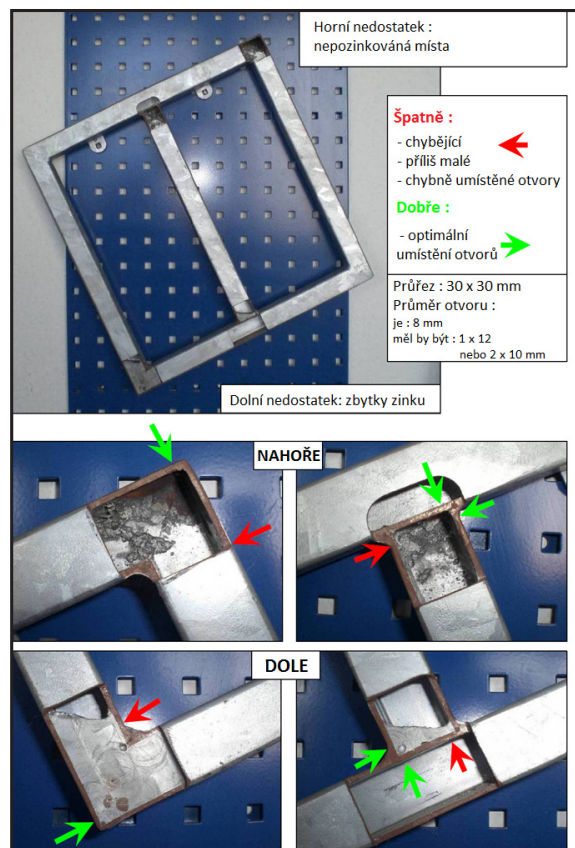 Horní nedostatek :
nepozinkováná místa
Špatně :
- chybějící
- příliš malé
- chybně umístěné otvory
Dobře :
- optimální
umístění otvorů
Průřez : 30 x 30 mm
Průměr otvoru :
je : 8 mm
měl by být : 1 x 12
nebo 2 x 10 mm
Dolní nedostatek: zbytky zinku
NAHOŘE
DOLE